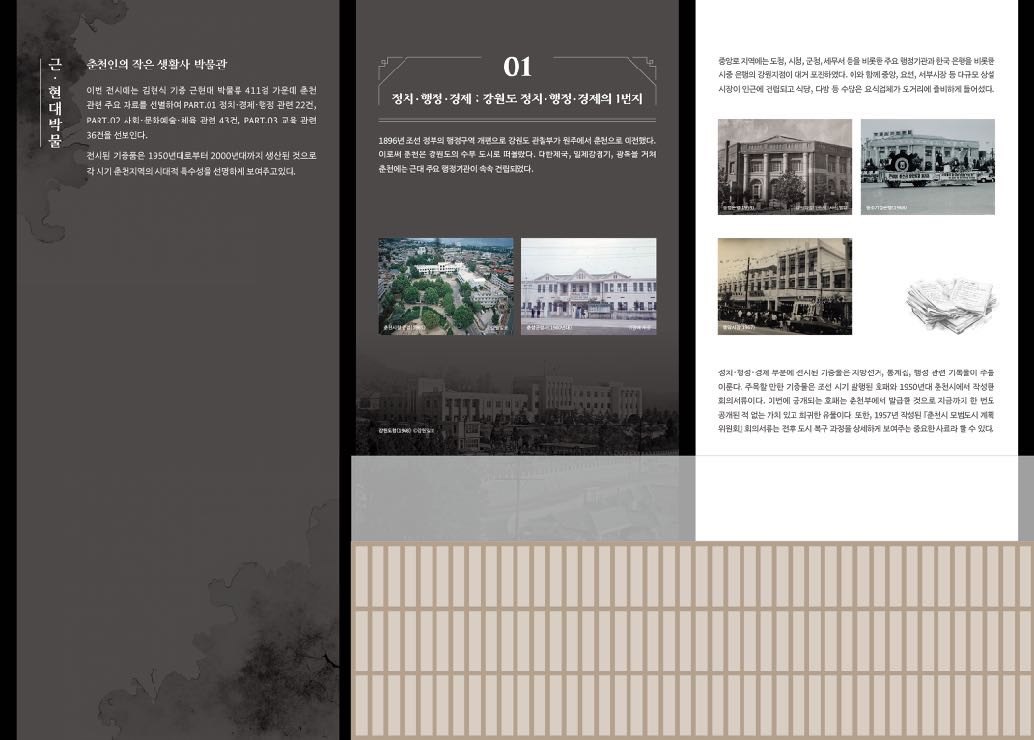 근·현대박물
춘천인의 작은 생활사 박물관
이번 전시에는 김현식 기증 근현대 박물류 411점 가운데 춘천
관련 주요 자료를 선별하여 PART.01 정치·경제·행정 관련 22건,
PART.02 사회·문화예술·체육 관련 43건, PART.03 교육 관련
36건을 선보인다.
전시된 기증품은 1950년대로부터 2000년대까지 생산된 것으로
각 시기 춘천지역의 시대적 특수성을 선명하게 보여주고있다.
01
정치·행정·경제 : 강원도 정치·행정·경제의 1번지
1896년 조선 정부의 행정구역 개편으로 강원도 관찰부가 원주에서 춘천으로 이전했다.
이로써 춘천은 강원도의 수부 도시로 떠올랐다. 대한제국, 일제강점기, 광복을 거쳐
춘천에는 근대 주요 행정기관이 속속 건립되었다.
강원도청(1968) ©강원일보
중앙로 지역에는 도청, 시청, 군청, 세무서 등을 비롯한 주요 행정기관과 한국 은행을 비롯한
시중 은행의 강원지점이 대거 포진하였다. 이와 함께 중앙, 요선, 서부시장 등 대규모 상설
시장이 인근에 건립되고 식당, 다방 등 수많은 요식업체가 도거리에 즐비하게 들어섰다.
중앙시장(1967)
정치·행정·경제 부문에 전시된 기증품은 지방선거, 통계집, 행정 관련 기록물이 주를
이룬다. 주목할 만한 기증품은 조선 시기 발행된 호패와 1950년대 춘천시에서 작성한
회의서류이다. 이번에 공개되는 호패는 춘천부에서 발급한 것으로 지금까지 한 번도
공개된 적 없는 가치 있고 희귀한 유물이다. 또한, 1957년 작성된 「춘천시 모범도시 계획
위원회」 회의서류는 전후 도시 복구 과정을 상세하게 보여주는 중요한 사료라 할 수 있다.